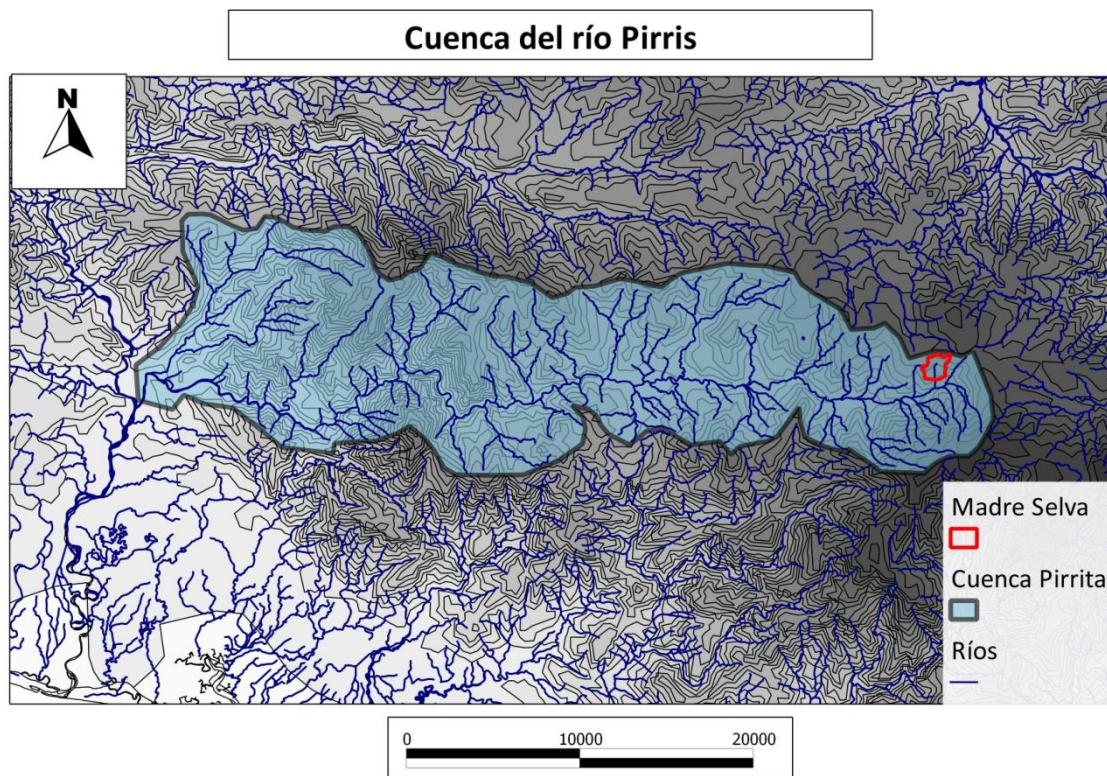 Cuenca del río Pirris
N
Madre Selva
Cuenca Pirrita
Ríos
0 10000 20000